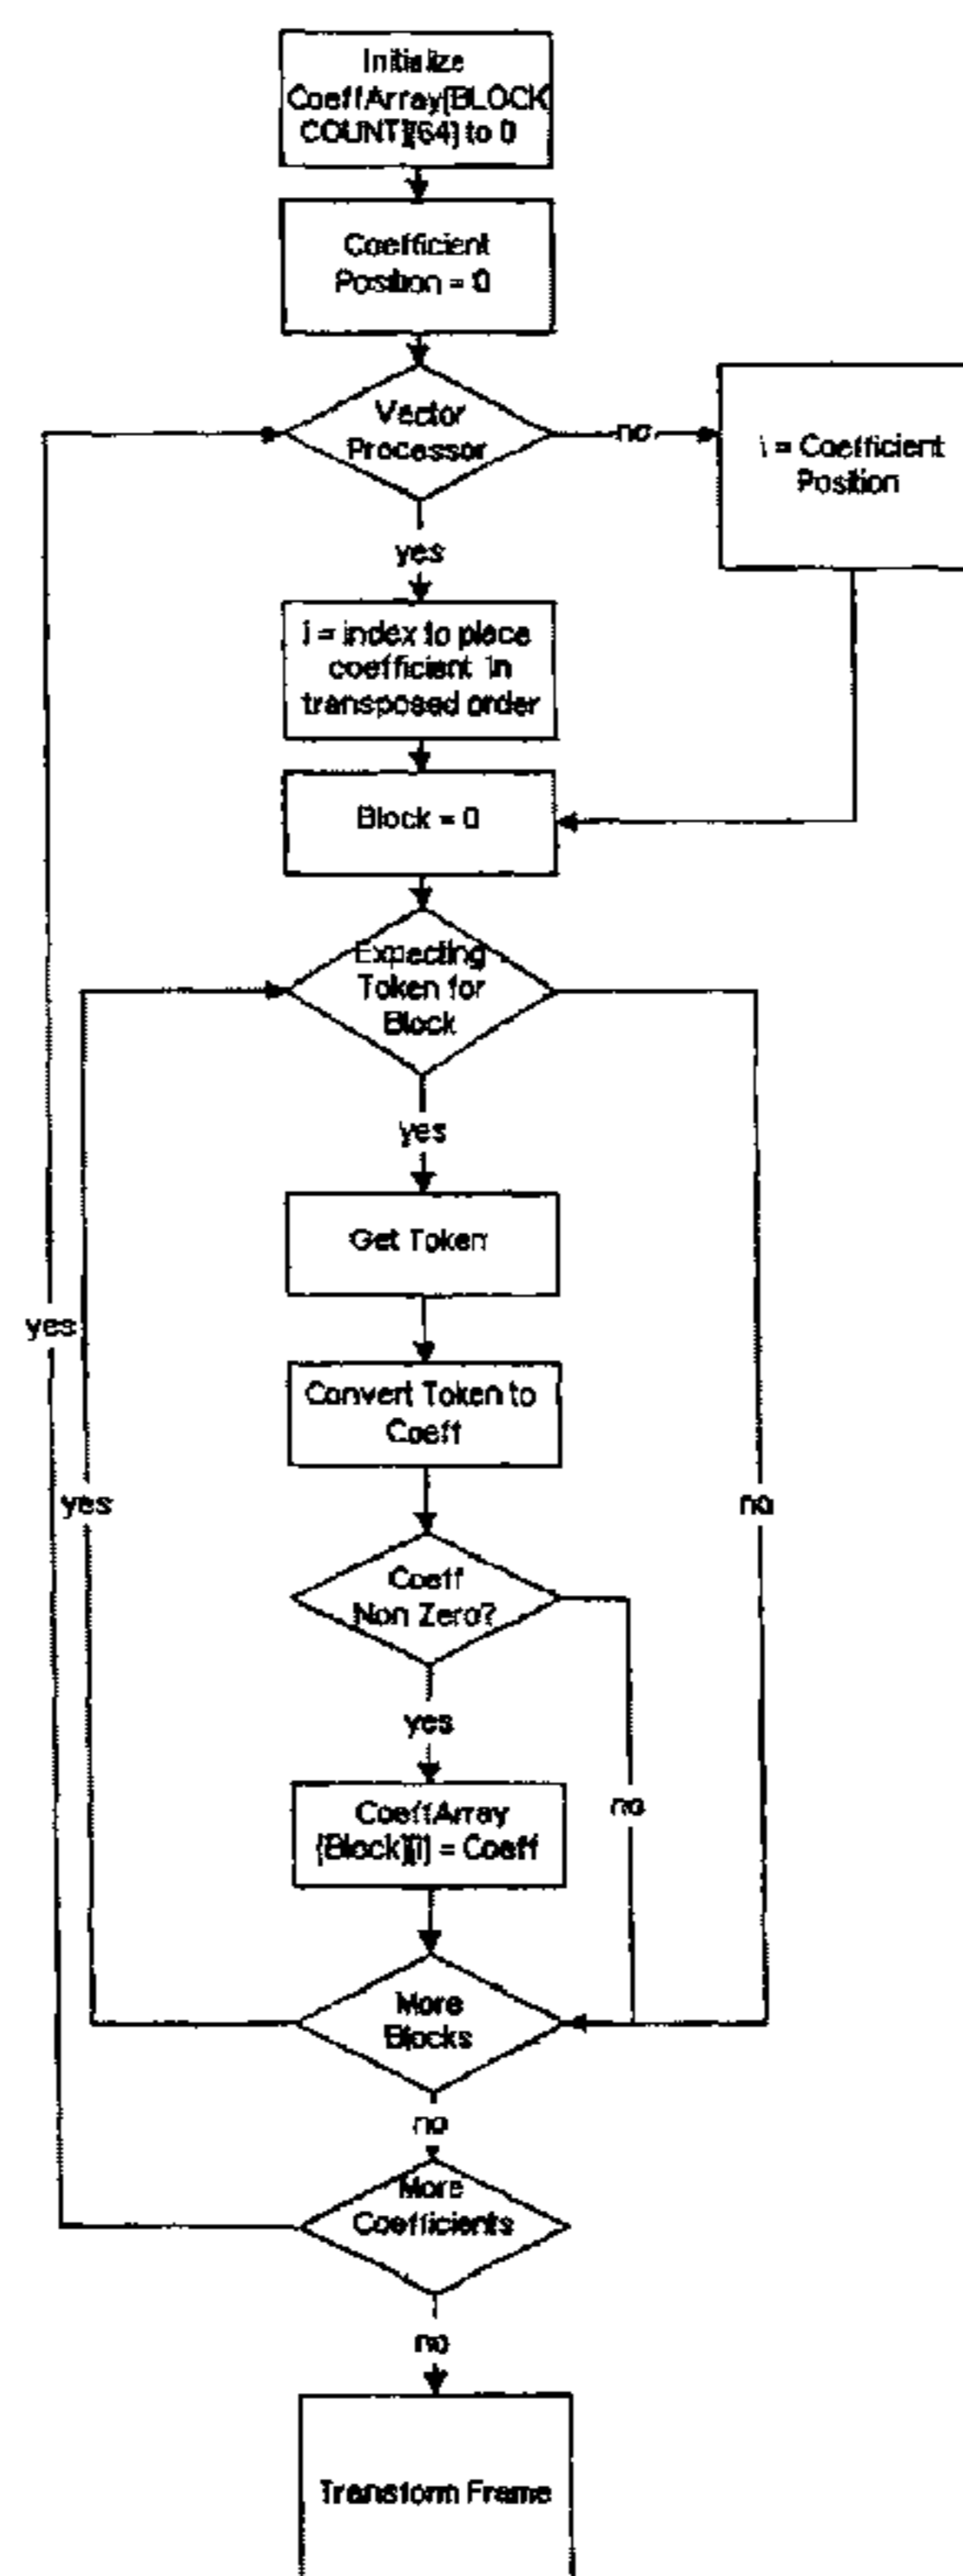 Initialize
CoeffArray[BLOCK
COUNT][64] to 0
Coefficient
Position = 0
Vector
Processor
no
i = Coefficient
Position
yes
i = index to place
coefficient in
transposed order
Block = 0
Expecting
Token for
Block
yes
Get Token
yes
Convert Token to
Coeff
yes
no
Coeff
Non Zero?
yes
no
CoeffArray
[Block][i] = Coeff
More
Blocks
no
More
Coefficients
no
Transform Frame